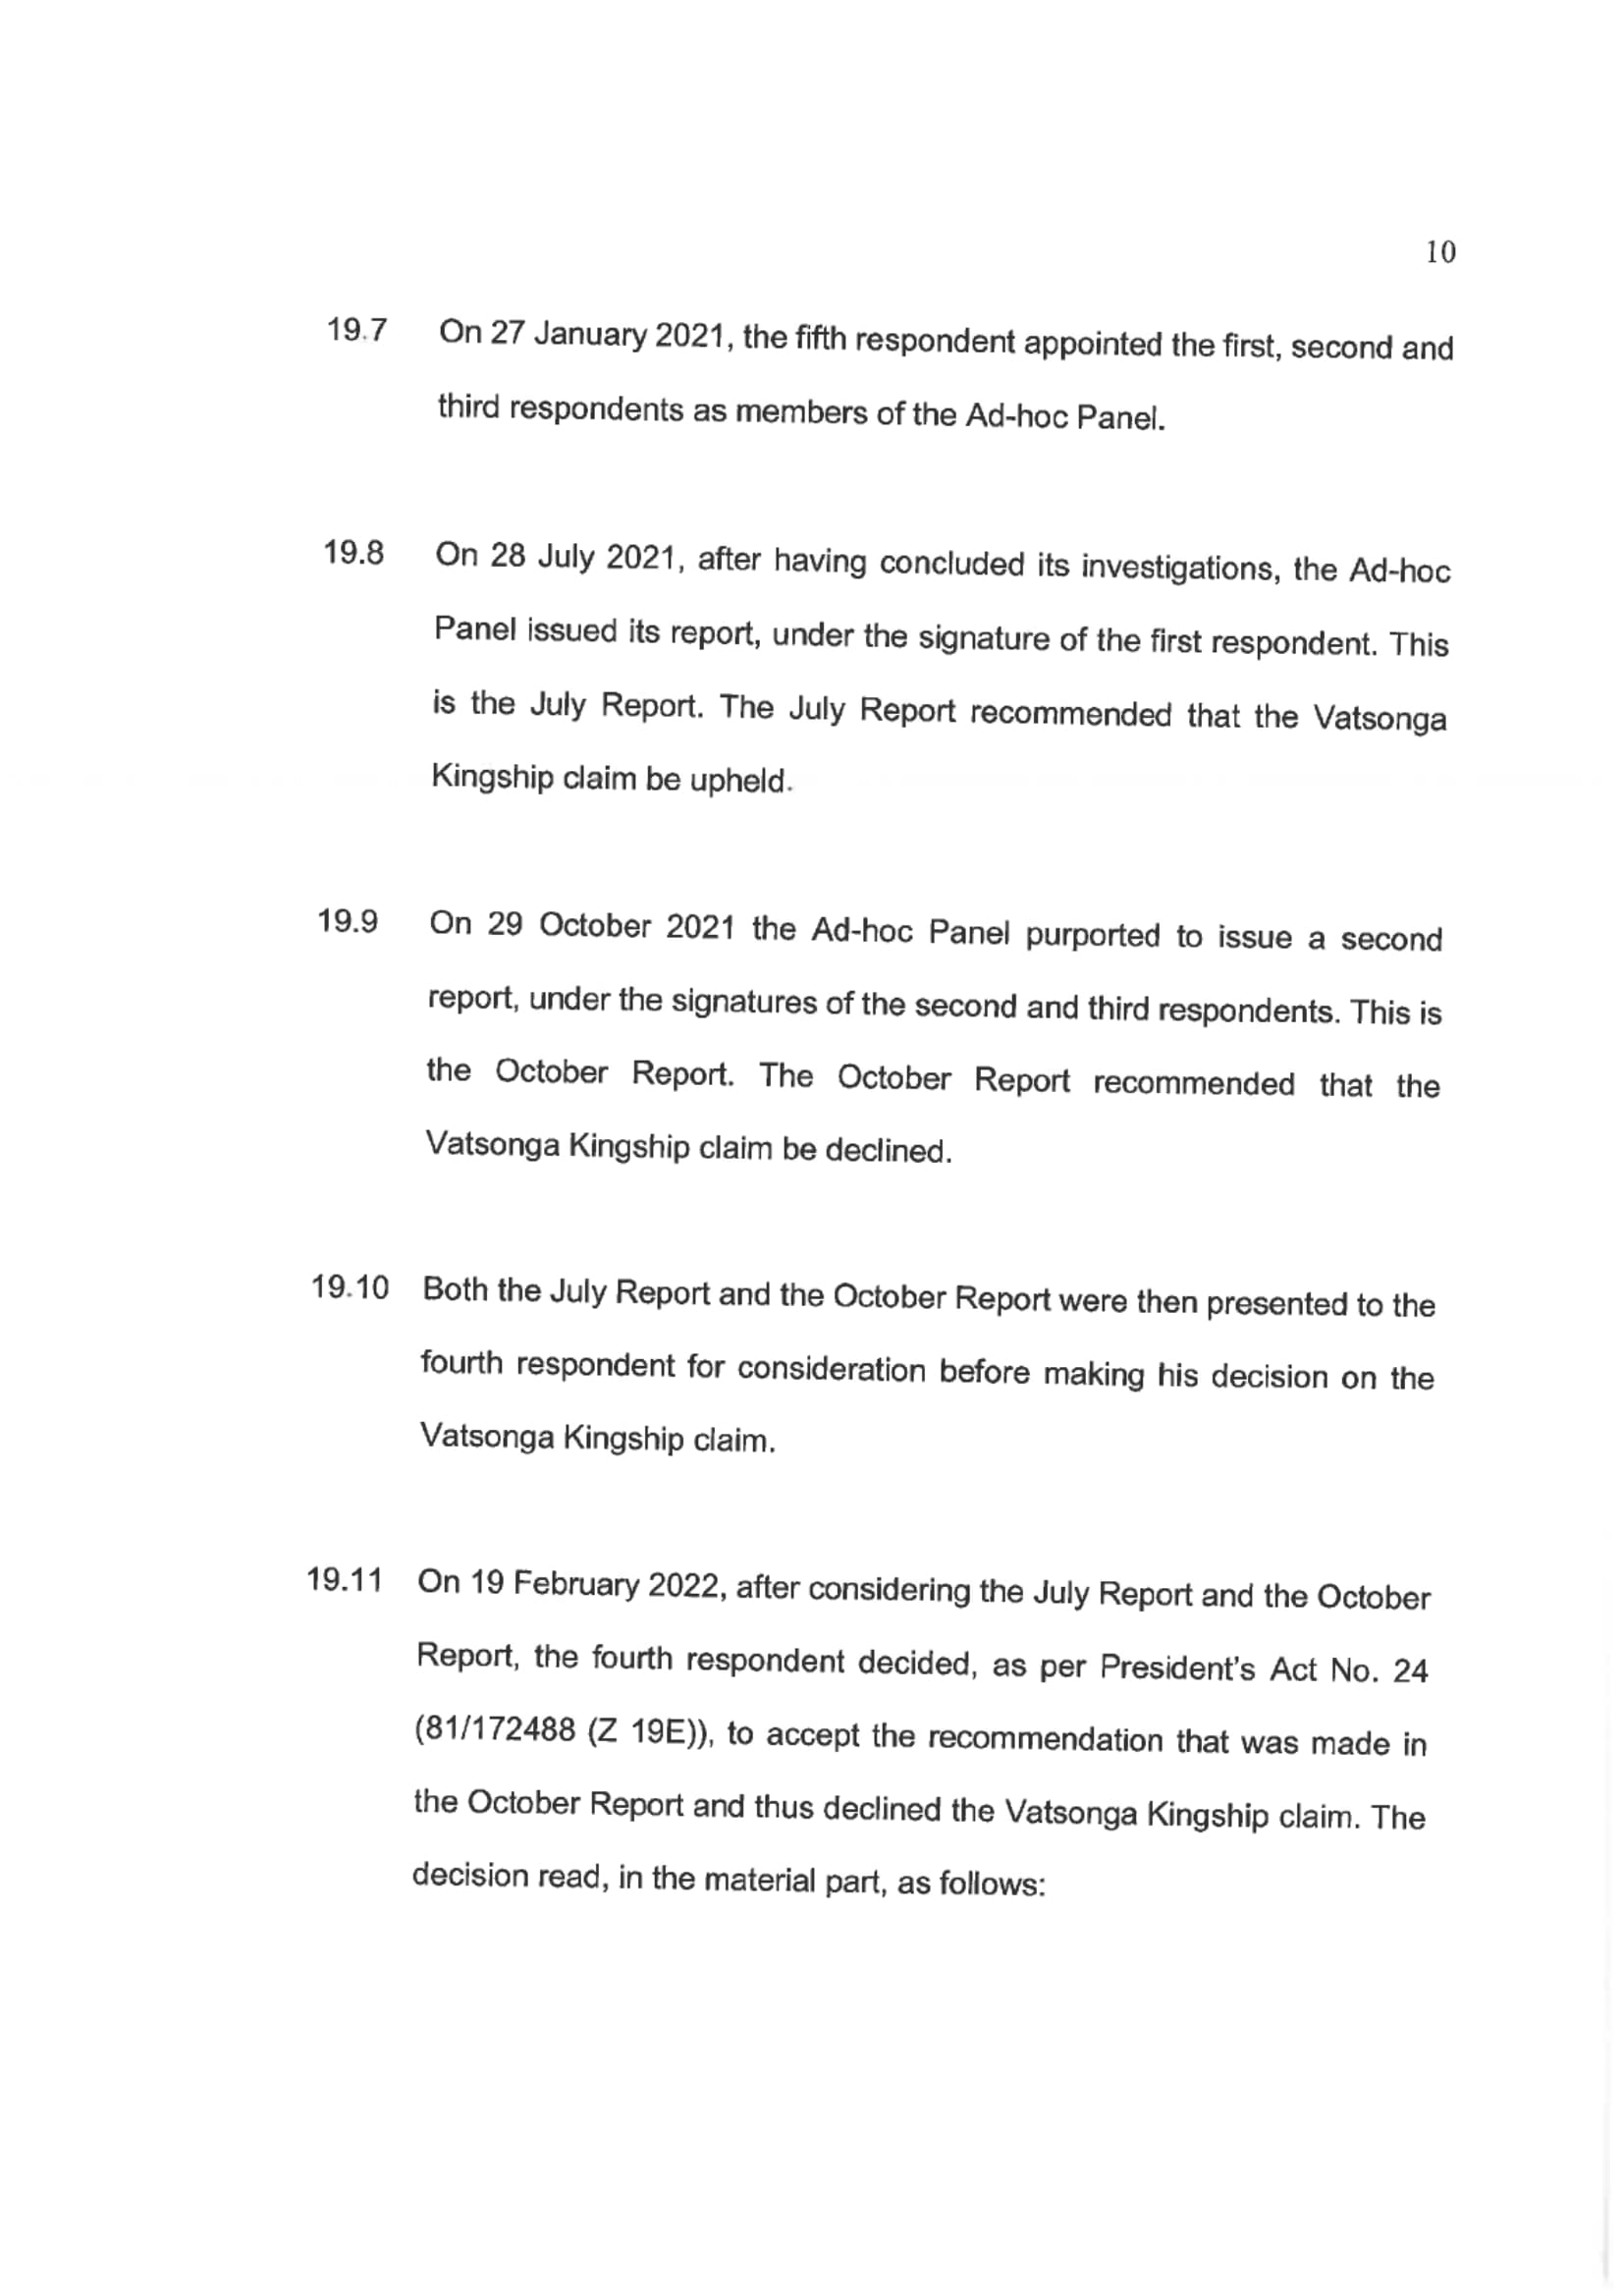 10
19.7 On 27 January 2021, the fifth respondent appointed the first, second and
third respondents as members of the Ad-hoc Panel.
19.8 On 28 July 2021, after having concluded its investigations, the Ad-hoc
Panel issued its report, under the signature of the first respondent. This
is the July Report. The July Report recommended that the Vatsonga
Kingship claim be upheld.
19.9 On 29 October 2021 the Ad-hoc Panel purported to issue a second
report, under the signatures of the second and third respondents. This is
the October Report. The October Report recommended that the
Vatsonga Kingship claim be declined.
19.10 Both the July Report and the October Report were then presented to the
fourth respondent for consideration before making his decision on the
Vatsonga Kingship claim.
19.11 On 19 February 2022, after considering the July Report and the October
Report, the fourth respondent decided, as per President's Act No. 24
(81/172488 (Z 19E)), to accept the recommendation that was made in
the October Report and thus declined the Vatsonga Kingship claim. The
decision read, in the material part, as follows: